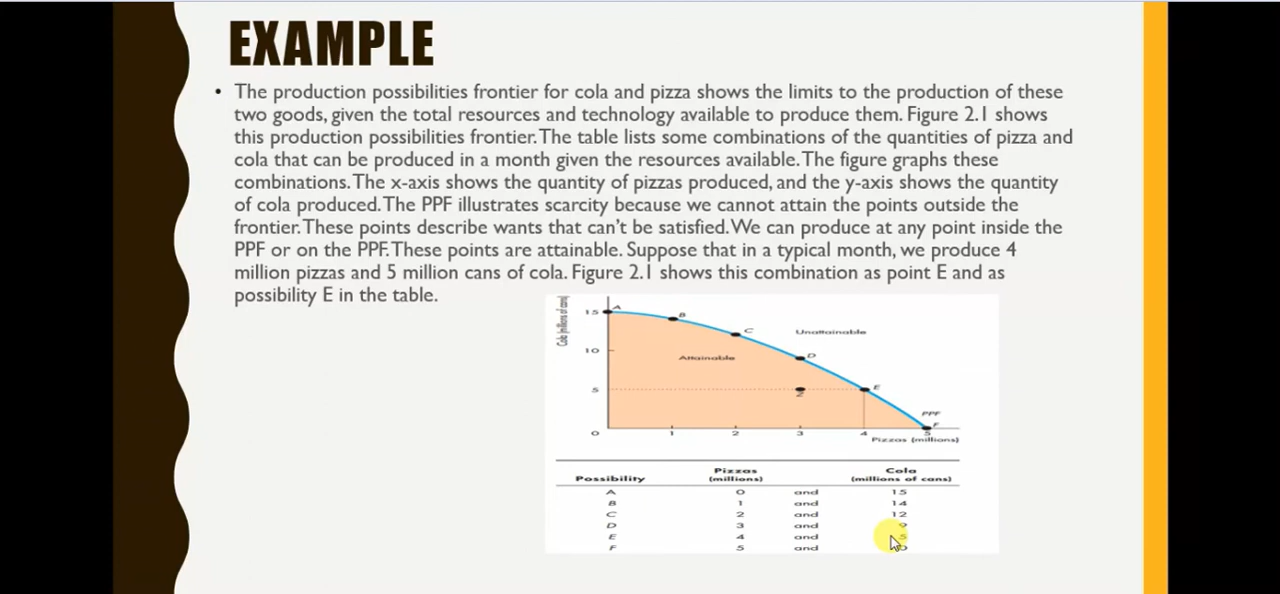 EXAMPLE
• The production possibilities frontier for cola and pizza shows the limits to the production of these
two goods, given the total resources and technology available to produce them. Figure 2.1 shows
this production possibilities frontier. The table lists some combinations of the quantities of pizza and
cola that can be produced in a month given the resources available. The figure graphs these
combinations. The x-axis shows the quantity of pizzas produced, and the y-axis shows the quantity
of cola produced. The PPF illustrates scarcity because we cannot attain the points outside the
frontier. These points describe wants that can't be satisfied. We can produce at any point inside the
PPF or on the PPF. These points are attainable. Suppose that in a typical month, we produce 4
million pizzas and 5 million cans of cola. Figure 2.1 shows this combination as point E and as
possibility E in the table.
Cola (millions of cans)
15 A
B
C Unattainable
10 Attainable D
5 Z E
PPF
F
0 1 2 3 4 5
Pizzas (millions)
Pizzas Cola
Possibility (millions) (millions of cans)
A 0 and 15
B 1 and 14
C 2 and 12
D 3 and 9
E 4 and 5
F 5 and 0